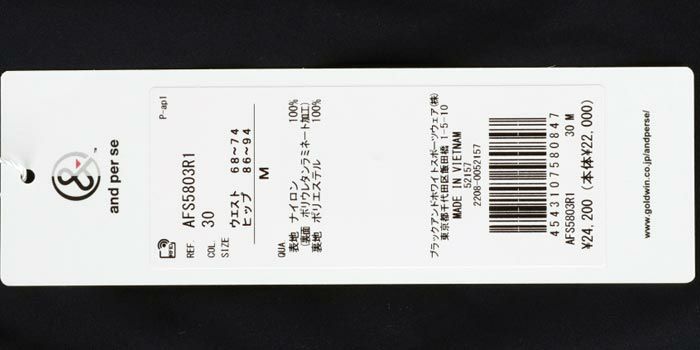 &
and per se
P-ap1
RFID
REF. AFS5803R1
COL. 30
SIZE
ウエスト 68〜74
ヒップ 86〜94
M
QUA
表地 ナイロン 100%
(裏面 ポリウレタンラミネート加工)
裏地 ポリエステル 100%
ブラックアンドホワイトスポーツウェア(株)
東京都千代田区飯田橋 1-5-10
MADE IN VIETNAM
52157
2208-0052157
4543107580847
AFS5803R1 30 M
¥24,200 (本体¥22,000)
www.goldwin.co.jp/andperse/